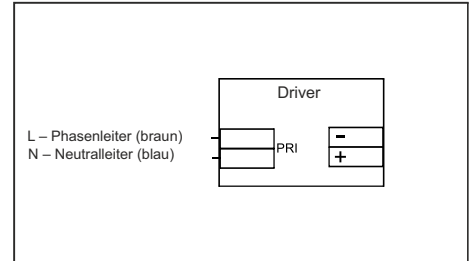 Driver
L – Phasenleiter (braun)
N – Neutralleiter (blau)
PRI
-
+